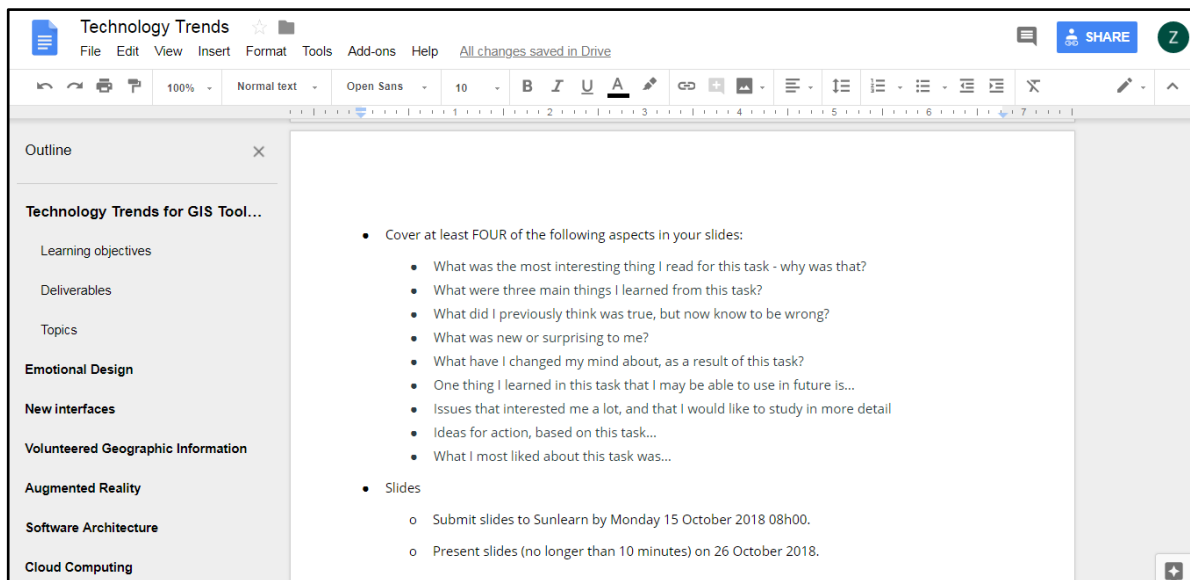 Technology Trends
File Edit View Insert Format Tools Add-ons Help All changes saved in Drive
SHARE
Z
100% Normal text Open Sans 10 B I U A
1 2 3 4 5 6 7
Outline
Technology Trends for GIS Tool...
Learning objectives
Deliverables
Topics
Emotional Design
New interfaces
Volunteered Geographic Information
Augmented Reality
Software Architecture
Cloud Computing
● Cover at least FOUR of the following aspects in your slides:
● What was the most interesting thing I read for this task - why was that?
● What were three main things I learned from this task?
● What did I previously think was true, but now know to be wrong?
● What was new or surprising to me?
● What have I changed my mind about, as a result of this task?
● One thing I learned in this task that I may be able to use in future is...
● Issues that interested me a lot, and that I would like to study in more detail
● Ideas for action, based on this task...
● What I most liked about this task was...
● Slides
o Submit slides to Sunlearn by Monday 15 October 2018 08h00.
o Present slides (no longer than 10 minutes) on 26 October 2018.